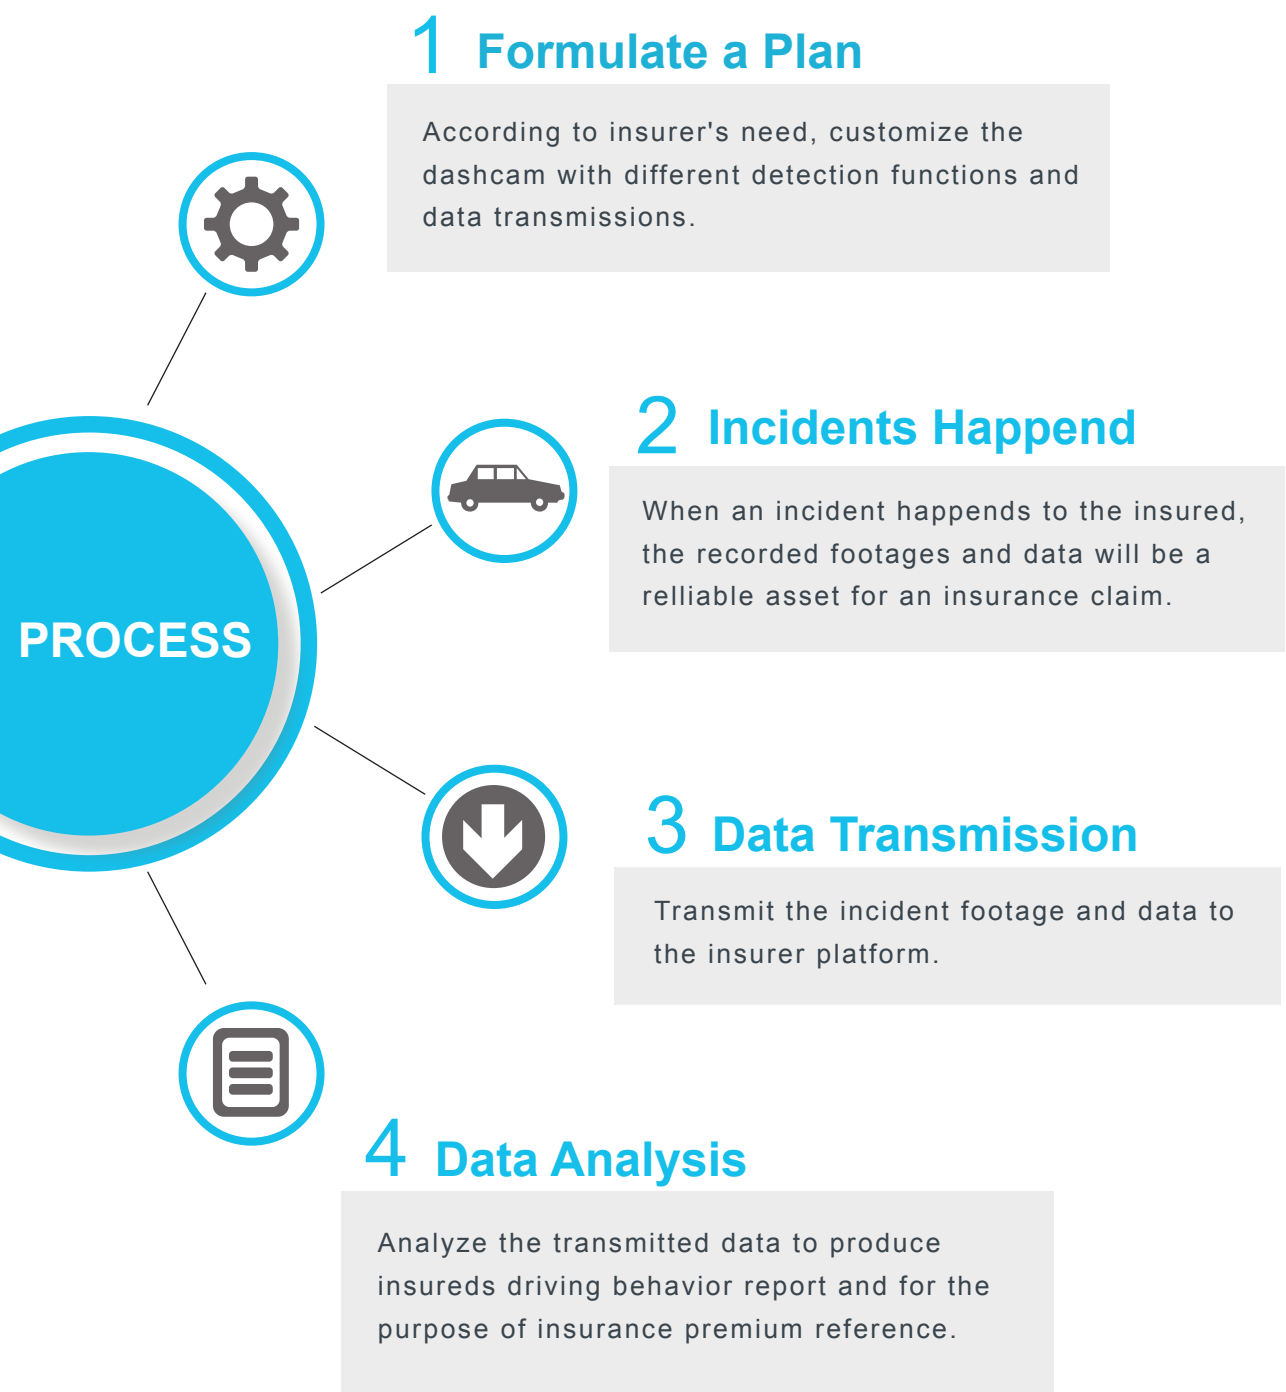 1 Formulate a Plan
According to insurer's need, customize the
dashcam with different detection functions and
data transmissions.
2 Incidents Happend
When an incident happends to the insured,
the recorded footages and data will be a
relliable asset for an insurance claim.
PROCESS
3 Data Transmission
Transmit the incident footage and data to
the insurer platform.
4 Data Analysis
Analyze the transmitted data to produce
insureds driving behavior report and for the
purpose of insurance premium reference.